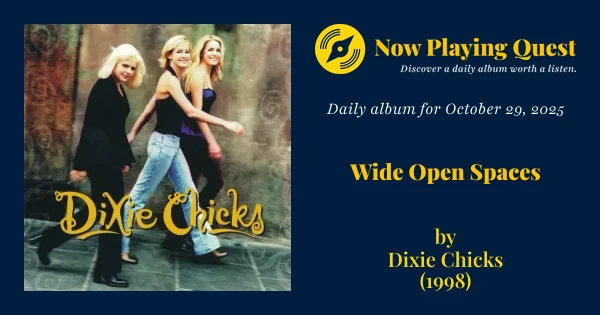 Dixie Chicks
Now Playing Quest
Discover a daily album worth a listen.
Daily album for October 29, 2025
Wide Open Spaces
by
Dixie Chicks
(1998)